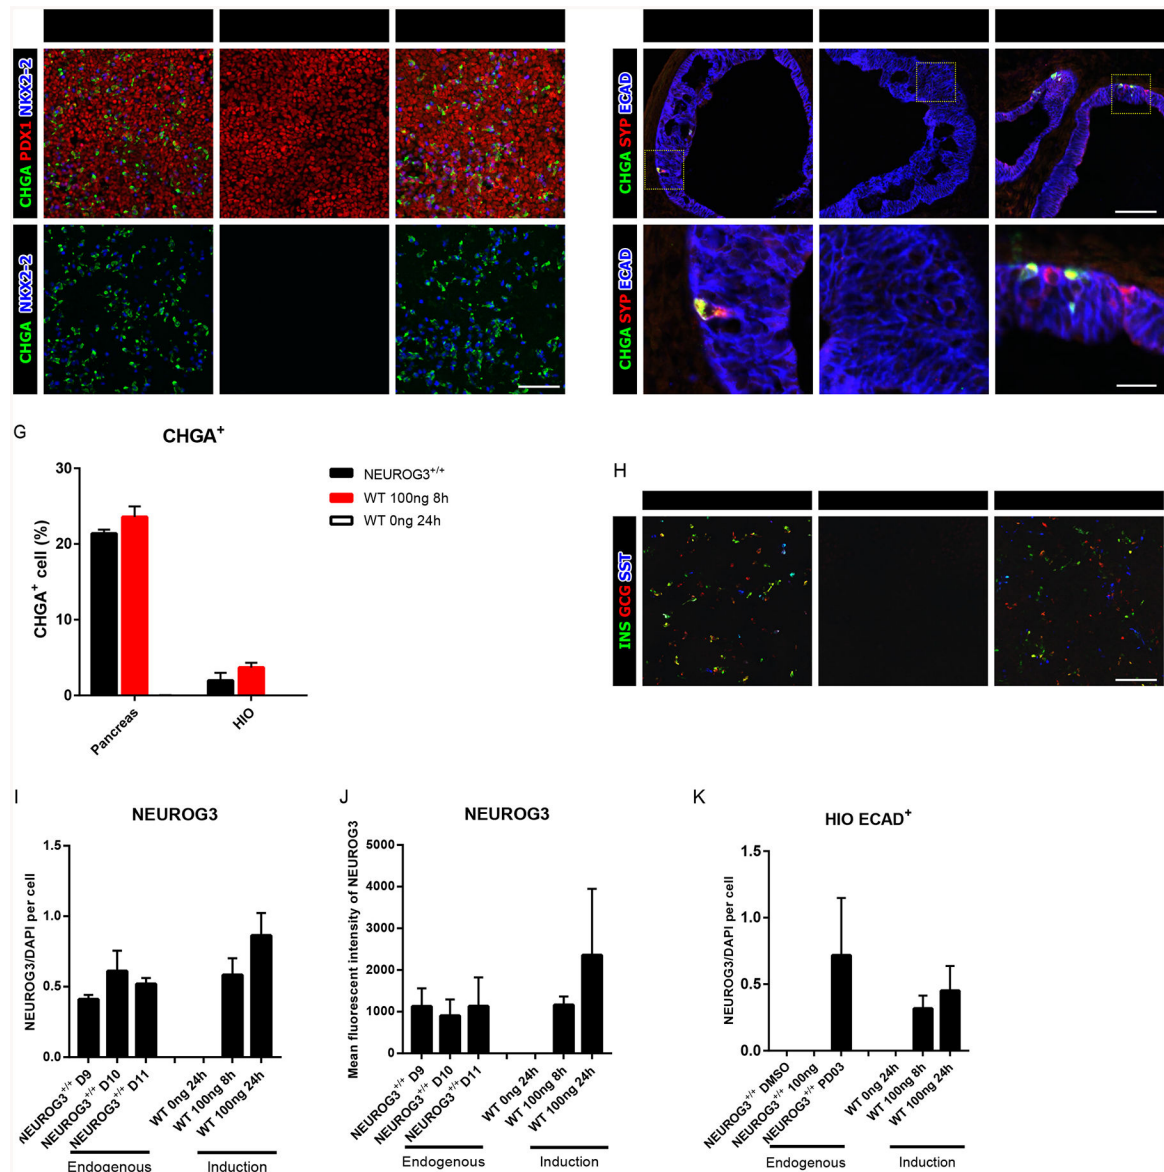 CHGA PDX1 NKX2-2
CHGA NKX2-2
CHGA SYP ECAD
CHGA SYP ECAD
G
CHGA+
CHGA+ cell (%)
30
20
10
0
Pancreas
HIO
NEUROG3+/+
WT 100ng 8h
WT 0ng 24h
H
INS GCG SST
I
NEUROG3
NEUROG3/DAPI per cell
1.5
1.0
0.5
0.0
NEUROG3+/+ D9
NEUROG3+/+ D10
NEUROG3+/+ D11
WT 0ng 24h
WT 100ng 8h
WT 100ng 24h
Endogenous
Induction
J
NEUROG3
Mean fluorescent intensity of NEUROG3
5000
4000
3000
2000
1000
0
NEUROG3+/+ D9
NEUROG3+/+ D10
NEUROG3+/+ D11
WT 0ng 24h
WT 100ng 8h
WT 100ng 24h
Endogenous
Induction
K
HIO ECAD+
NEUROG3/DAPI per cell
1.5
1.0
0.5
0.0
NEUROG3+/+ DMSO
NEUROG3+/+ 100ng
NEUROG3+/+ PD03
WT 0ng 24h
WT 100ng 8h
WT 100ng 24h
Endogenous
Induction